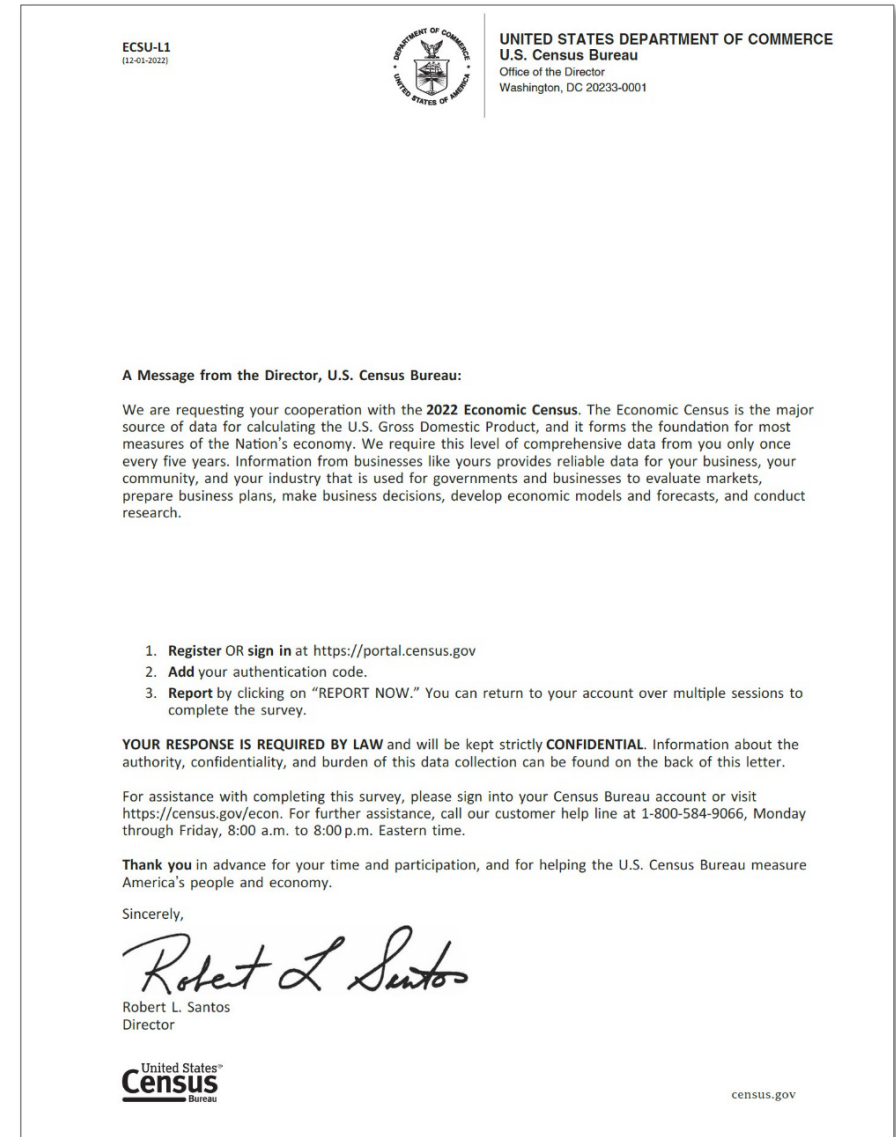 ECSU-L1
(12-01-2022)
DEPARTMENT OF COMMERCE
UNITED STATES OF AMERICA
UNITED STATES DEPARTMENT OF COMMERCE
U.S. Census Bureau
Office of the Director
Washington, DC 20233-0001
A Message from the Director, U.S. Census Bureau:
We are requesting your cooperation with the 2022 Economic Census. The Economic Census is the major
source of data for calculating the U.S. Gross Domestic Product, and it forms the foundation for most
measures of the Nation's economy. We require this level of comprehensive data from you only once
every five years. Information from businesses like yours provides reliable data for your business, your
community, and your industry that is used for governments and businesses to evaluate markets,
prepare business plans, make business decisions, develop economic models and forecasts, and conduct
research.
1. Register OR sign in at https://portal.census.gov
2. Add your authentication code.
3. Report by clicking on “REPORT NOW.” You can return to your account over multiple sessions to
complete the survey.
YOUR RESPONSE IS REQUIRED BY LAW and will be kept strictly CONFIDENTIAL. Information about the
authority, confidentiality, and burden of this data collection can be found on the back of this letter.
For assistance with completing this survey, please sign into your Census Bureau account or visit
https://census.gov/econ. For further assistance, call our customer help line at 1-800-584-9066, Monday
through Friday, 8:00 a.m. to 8:00 p.m. Eastern time.
Thank you in advance for your time and participation, and for helping the U.S. Census Bureau measure
America's people and economy.
Sincerely,
Robert L Santos
Robert L. Santos
Director
United States®
Census
Bureau
census.gov